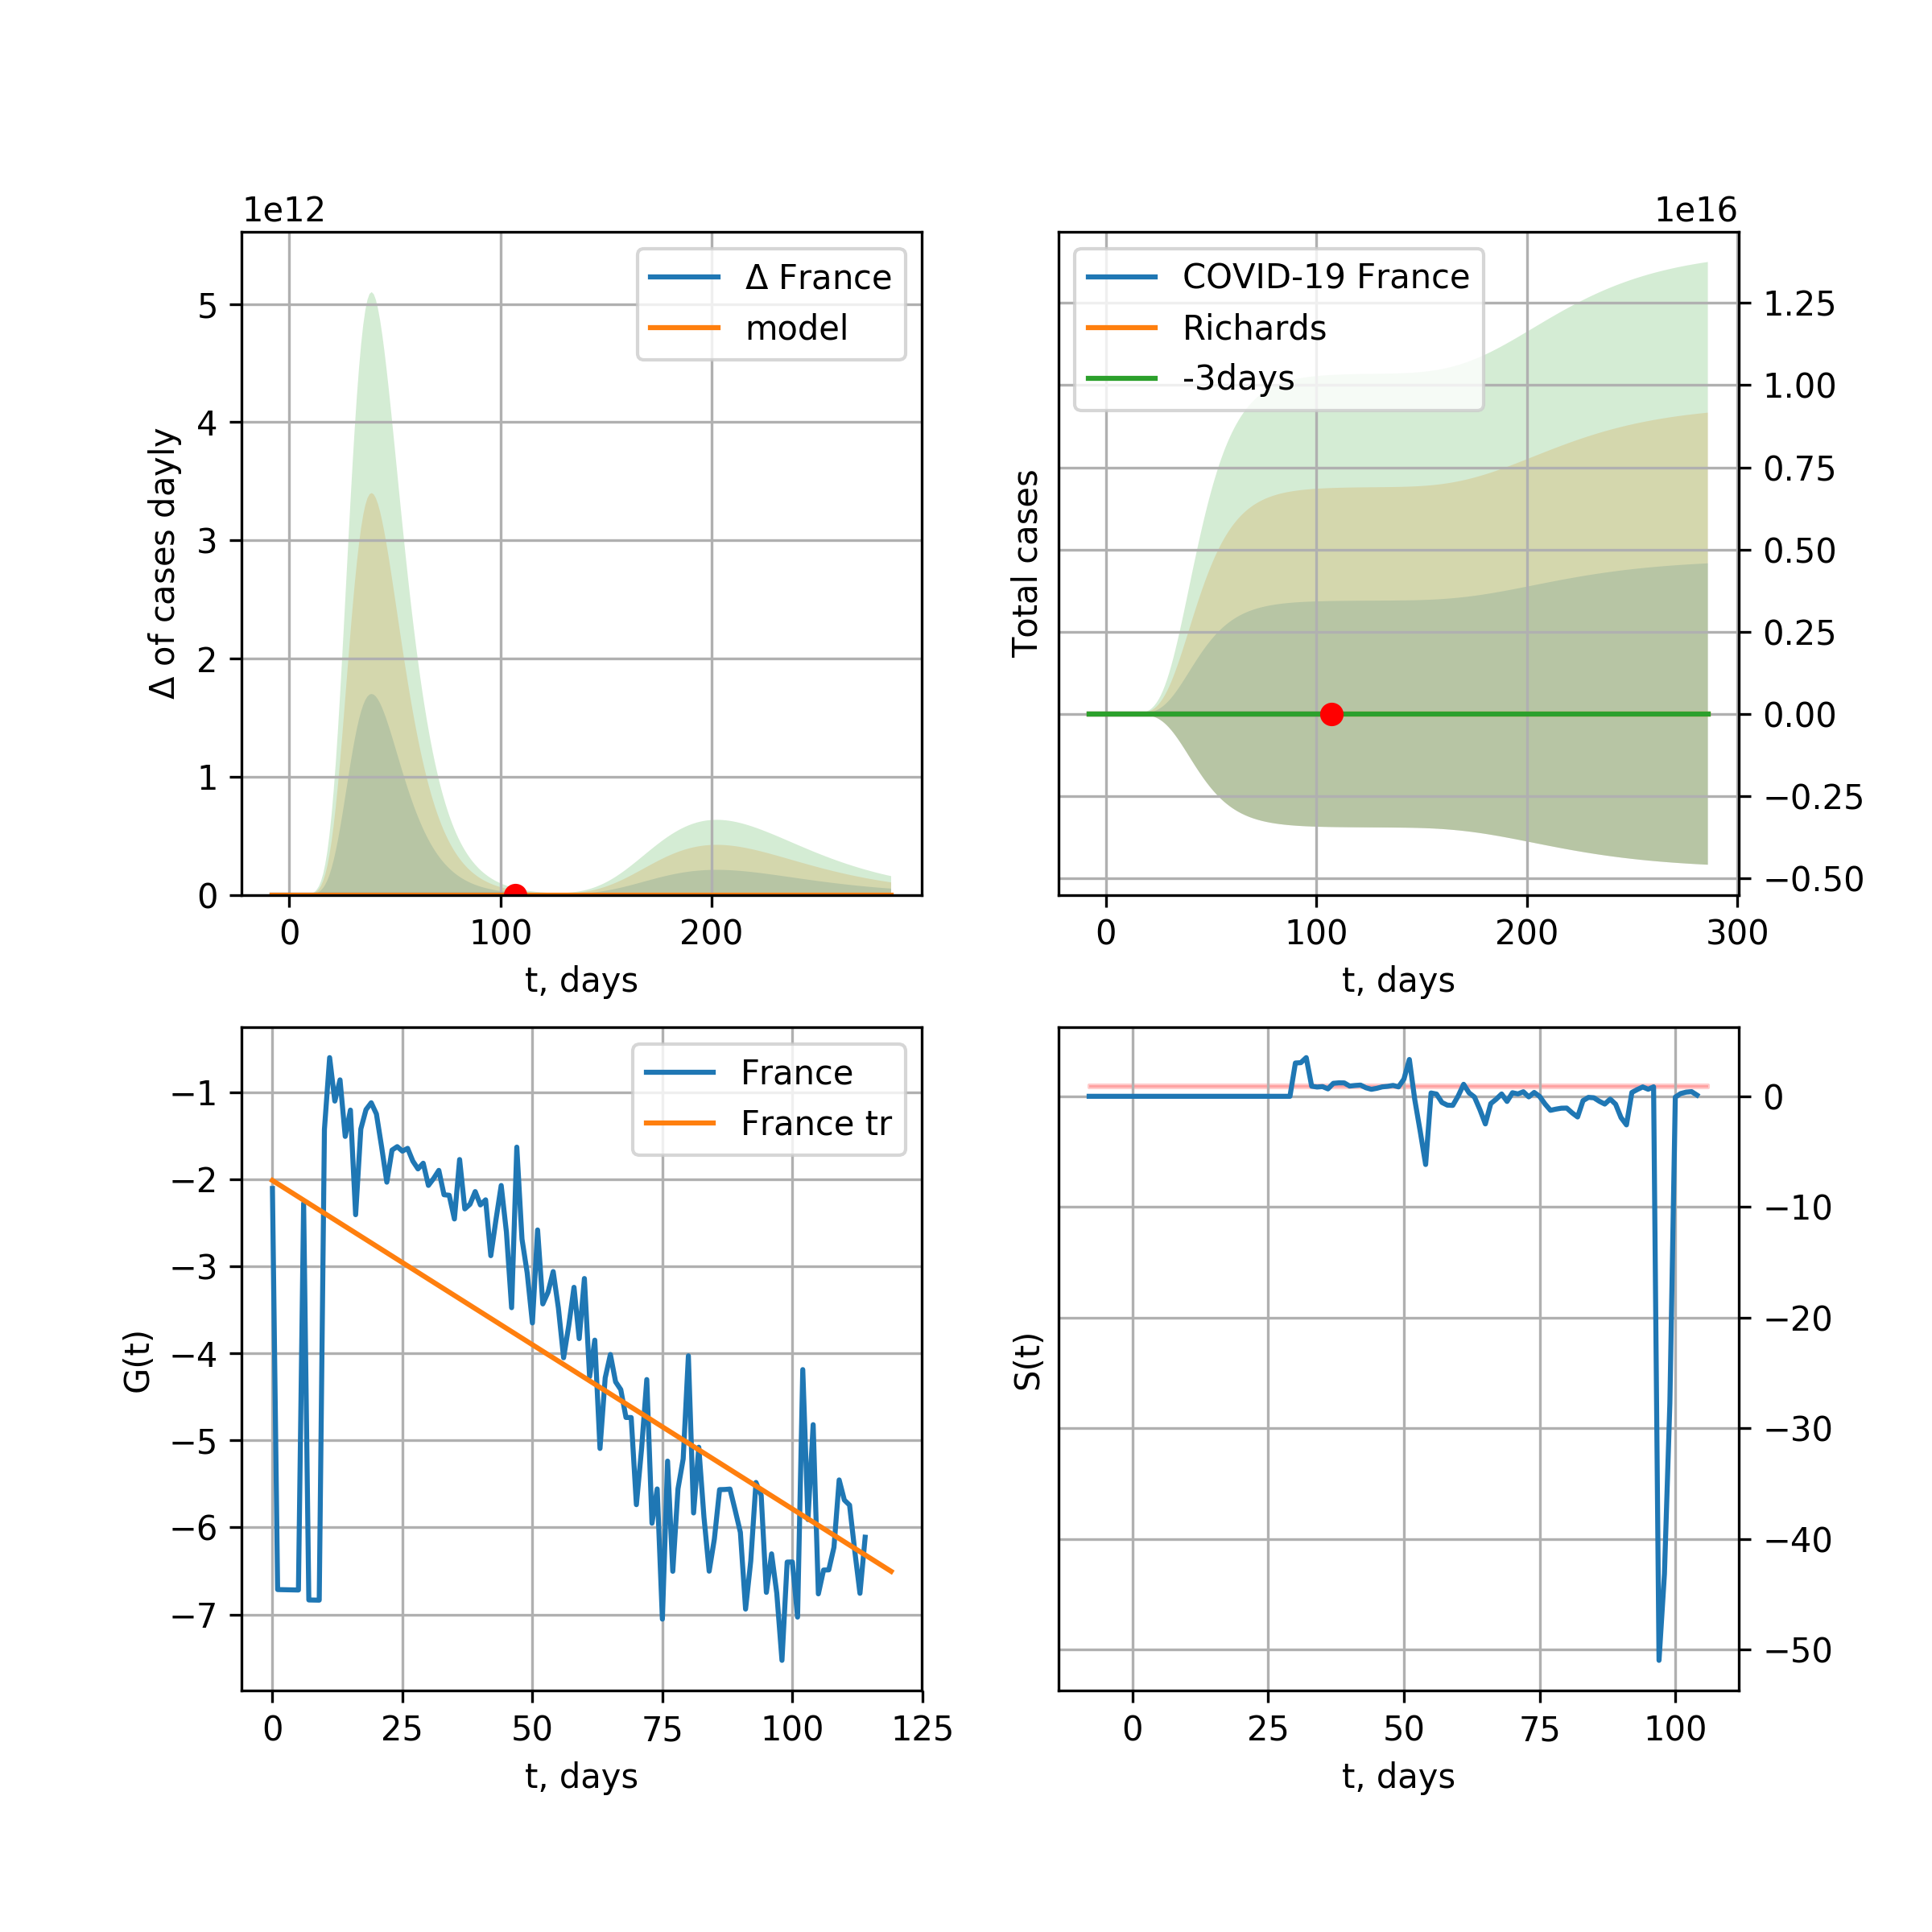 1e12
Δ France
model
5
4
3
2
1
0
Δ of cases dayly
0
100
200
t, days
1e16
COVID-19 France
Richards
-3days
Total cases
1.25
1.00
0.75
0.50
0.25
0.00
−0.25
−0.50
0
100
200
300
t, days
France
France tr
G(t)
−1
−2
−3
−4
−5
−6
−7
0
25
50
75
100
125
t, days
S(t)
0
−10
−20
−30
−40
−50
0
25
50
75
100
t, days